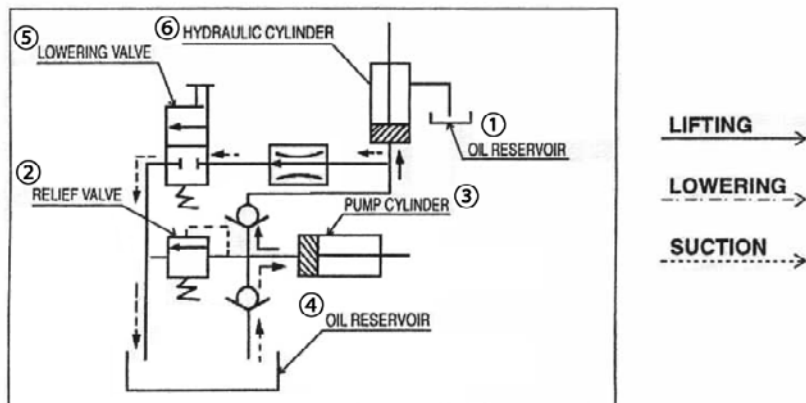 ⑥ HYDRAULIC CYLINDER
⑤ LOWERING VALVE
① OIL RESERVOIR
② RELIEF VALVE
③ PUMP CYLINDER
④ OIL RESERVOIR
LIFTING
LOWERING
SUCTION